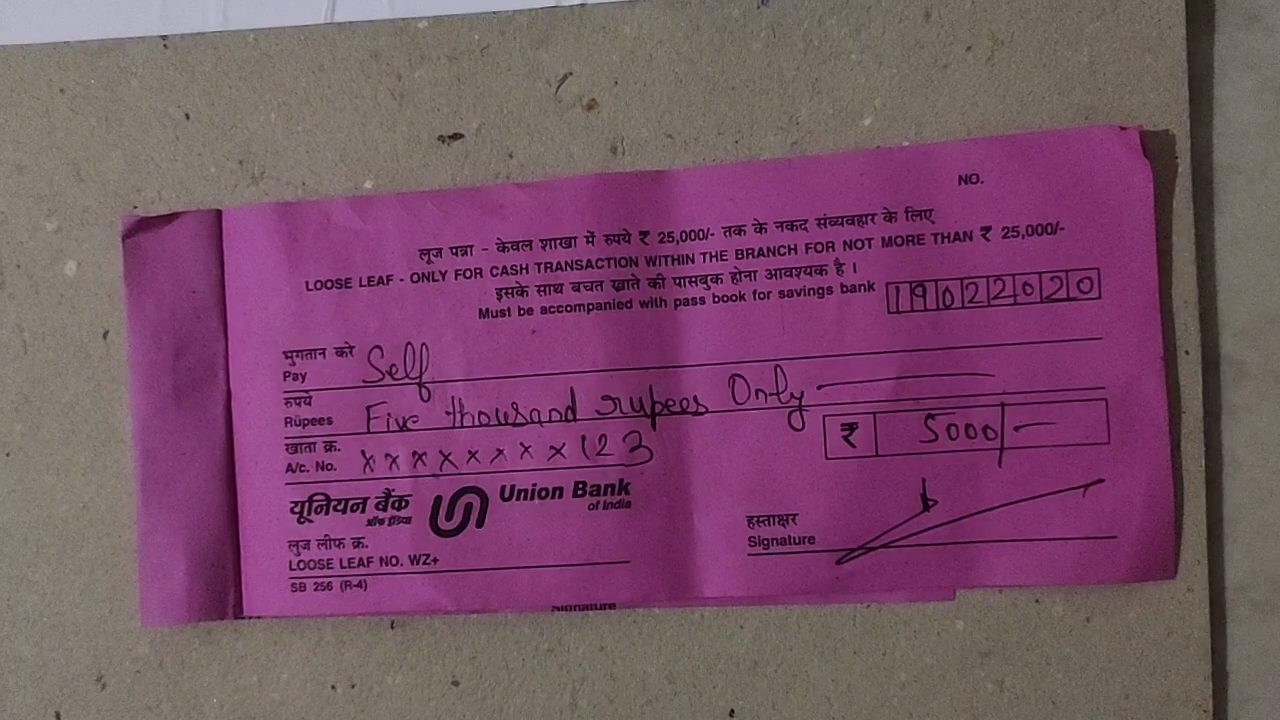 NO.
लूज पन्ना - केवल शाखा में रुपये ₹ 25,000/- तक के नकद संव्यवहार के लिए
LOOSE LEAF - ONLY FOR CASH TRANSACTION WITHIN THE BRANCH FOR NOT MORE THAN ₹ 25,000/-
इसके साथ बचत खाते की पासबुक होना आवश्यक है।
Must be accompanied with pass book for savings bank
19022020
भुगतान करे
Pay Self
रुपये
Rupees Five thousand rupees Only
₹ 5000/-
खाता क्र.
A/c. No. xxxxxxxx123
यूनियन बैंक
ऑफ इंडिया
Union Bank
of India
हस्ताक्षर
Signature
लूज लीफ क्र.
LOOSE LEAF NO. WZ+
SB 256 (R-4)
Signature